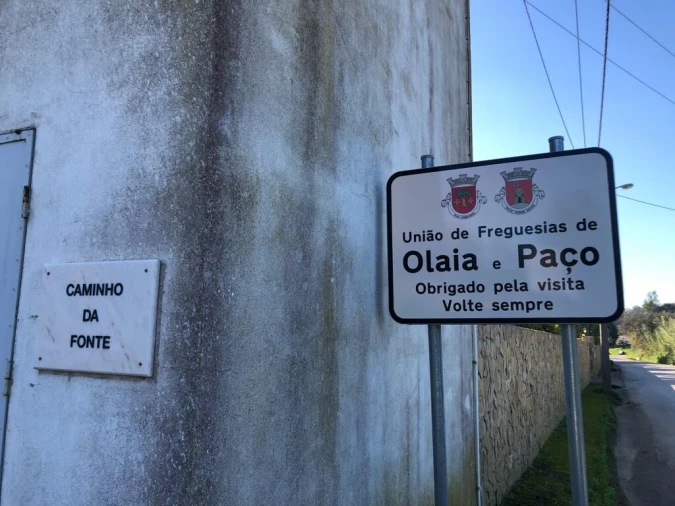 CAMINHO
DA
FONTE
União de Freguesias de
Olaia e Paço
Obrigado pela visita
Volte sempre